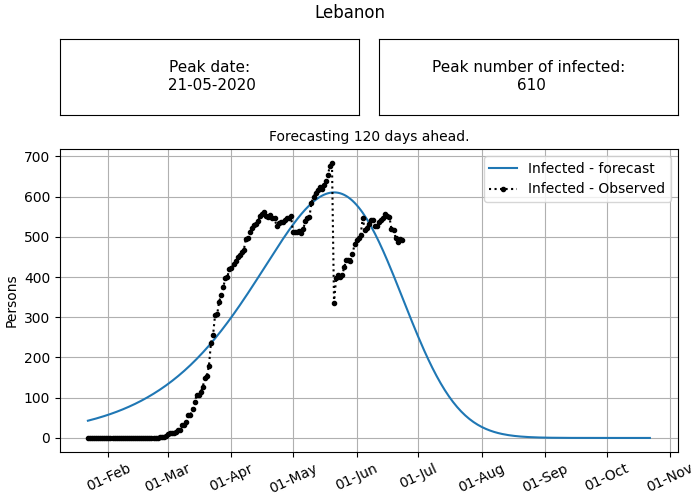 Lebanon
Peak date:
21-05-2020
Peak number of infected:
610
Forecasting 120 days ahead.
Infected - forecast
Infected - Observed
Persons
700
600
500
400
300
200
100
0
01-Feb
01-Mar
01-Apr
01-May
01-Jun
01-Jul
01-Aug
01-Sep
01-Oct
01-Nov